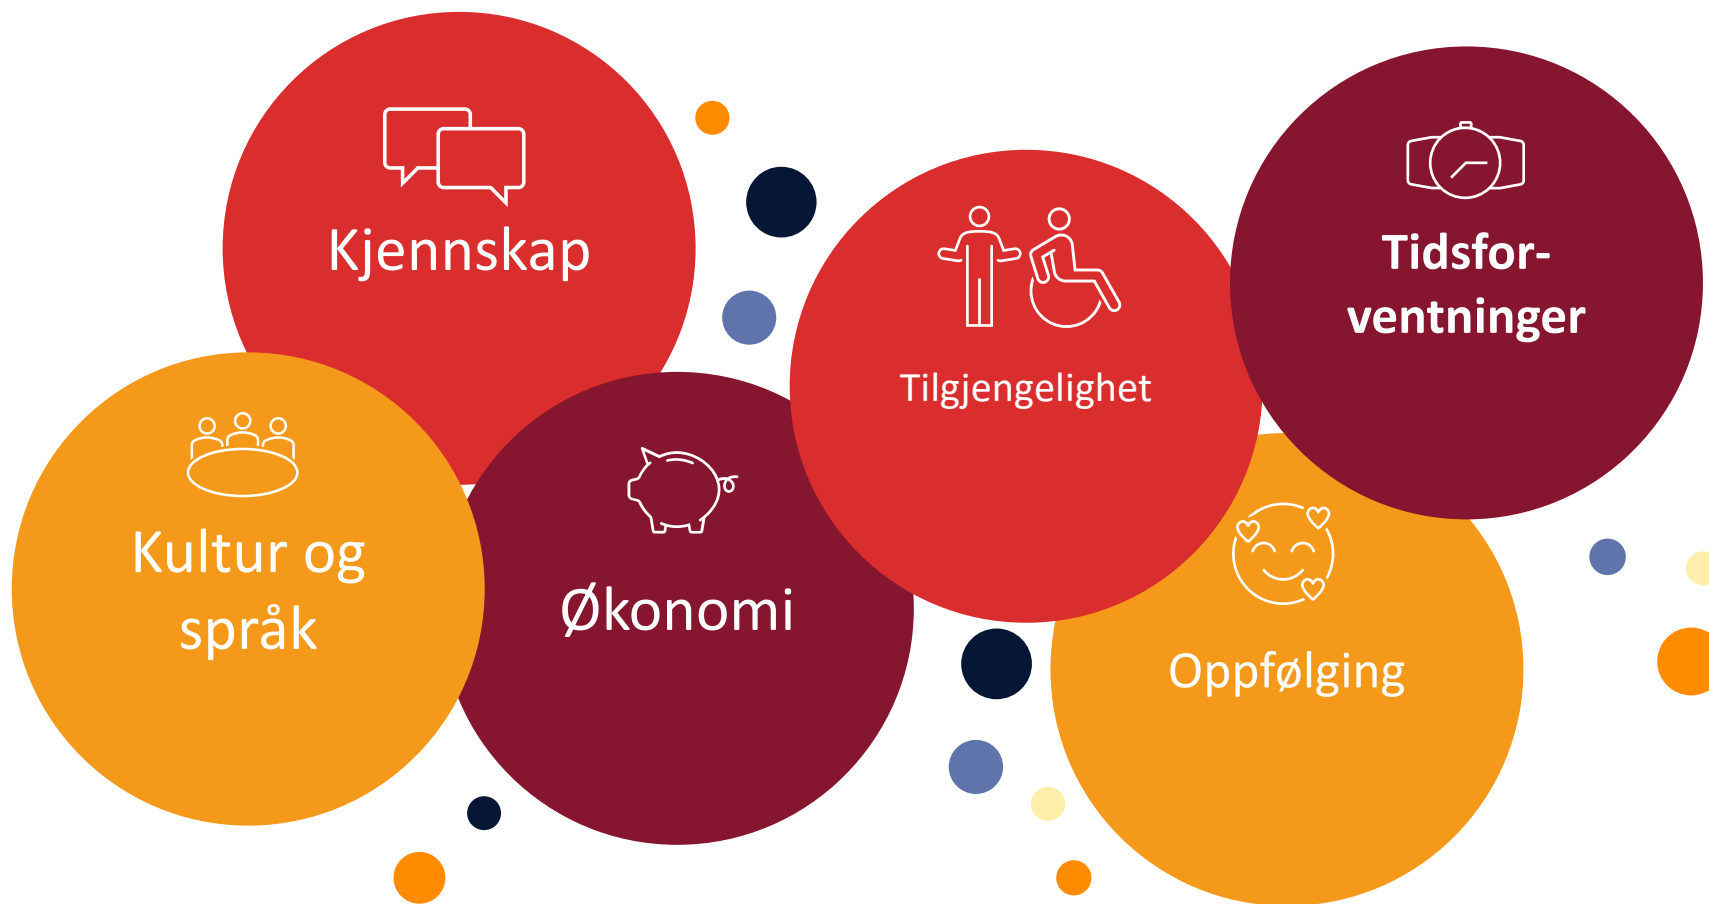 Kjennskap
Kultur og
språk
Økonomi
Tilgjengelighet
Tidsfor-
ventninger
Oppfølging